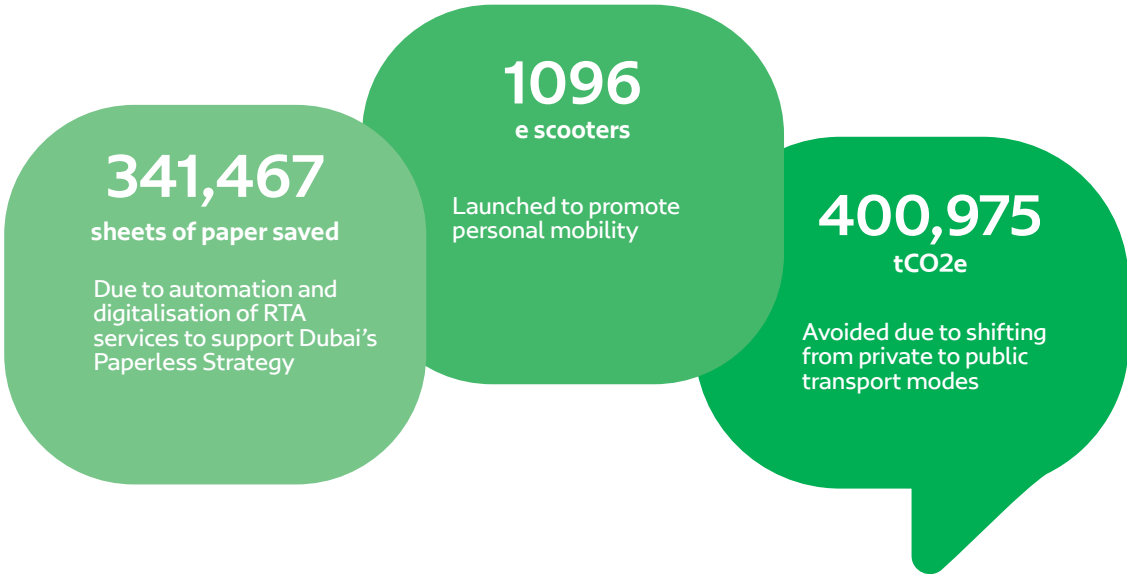 341,467
sheets of paper saved
Due to automation and
digitalisation of RTA
services to support Dubai’s
Paperless Strategy
1096
e scooters
Launched to promote
personal mobility
400,975
tCO2e
Avoided due to shifting
from private to public
transport modes